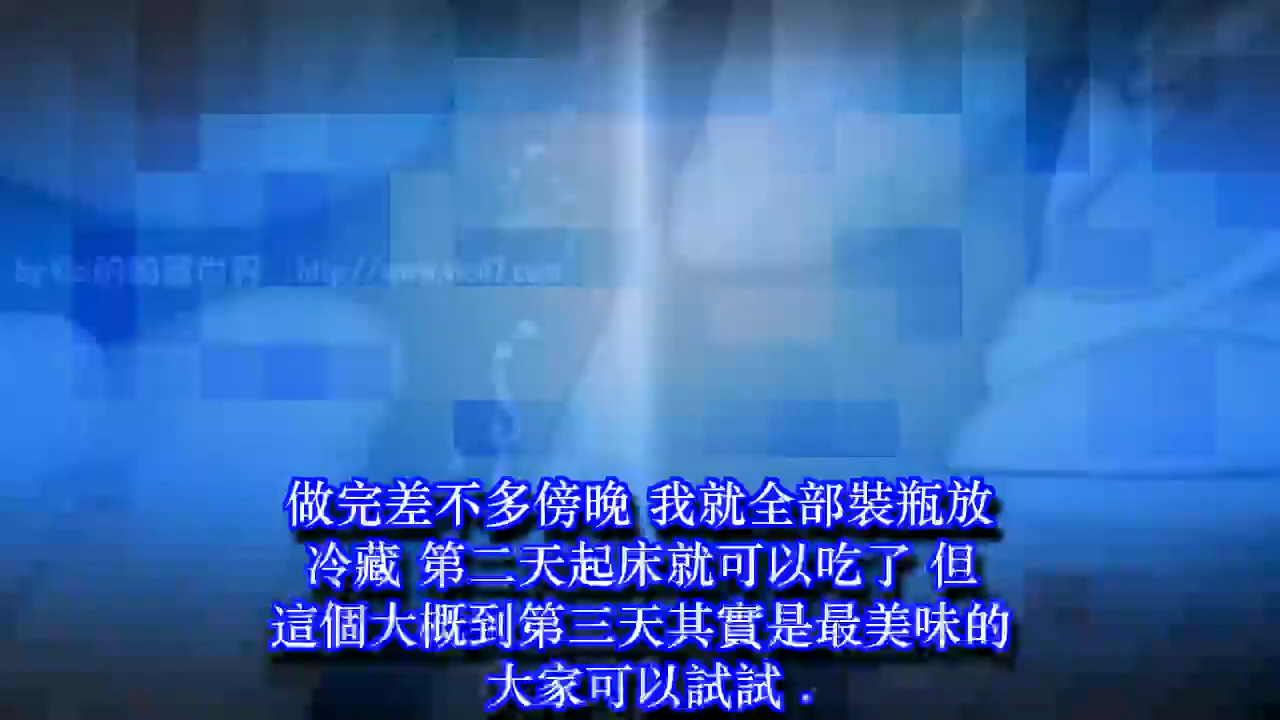 做完差不多傍晚 我就全部裝瓶放
冷藏 第二天起床就可以吃了 但
這個大概到第三天其實是最美味的
大家可以試試 .